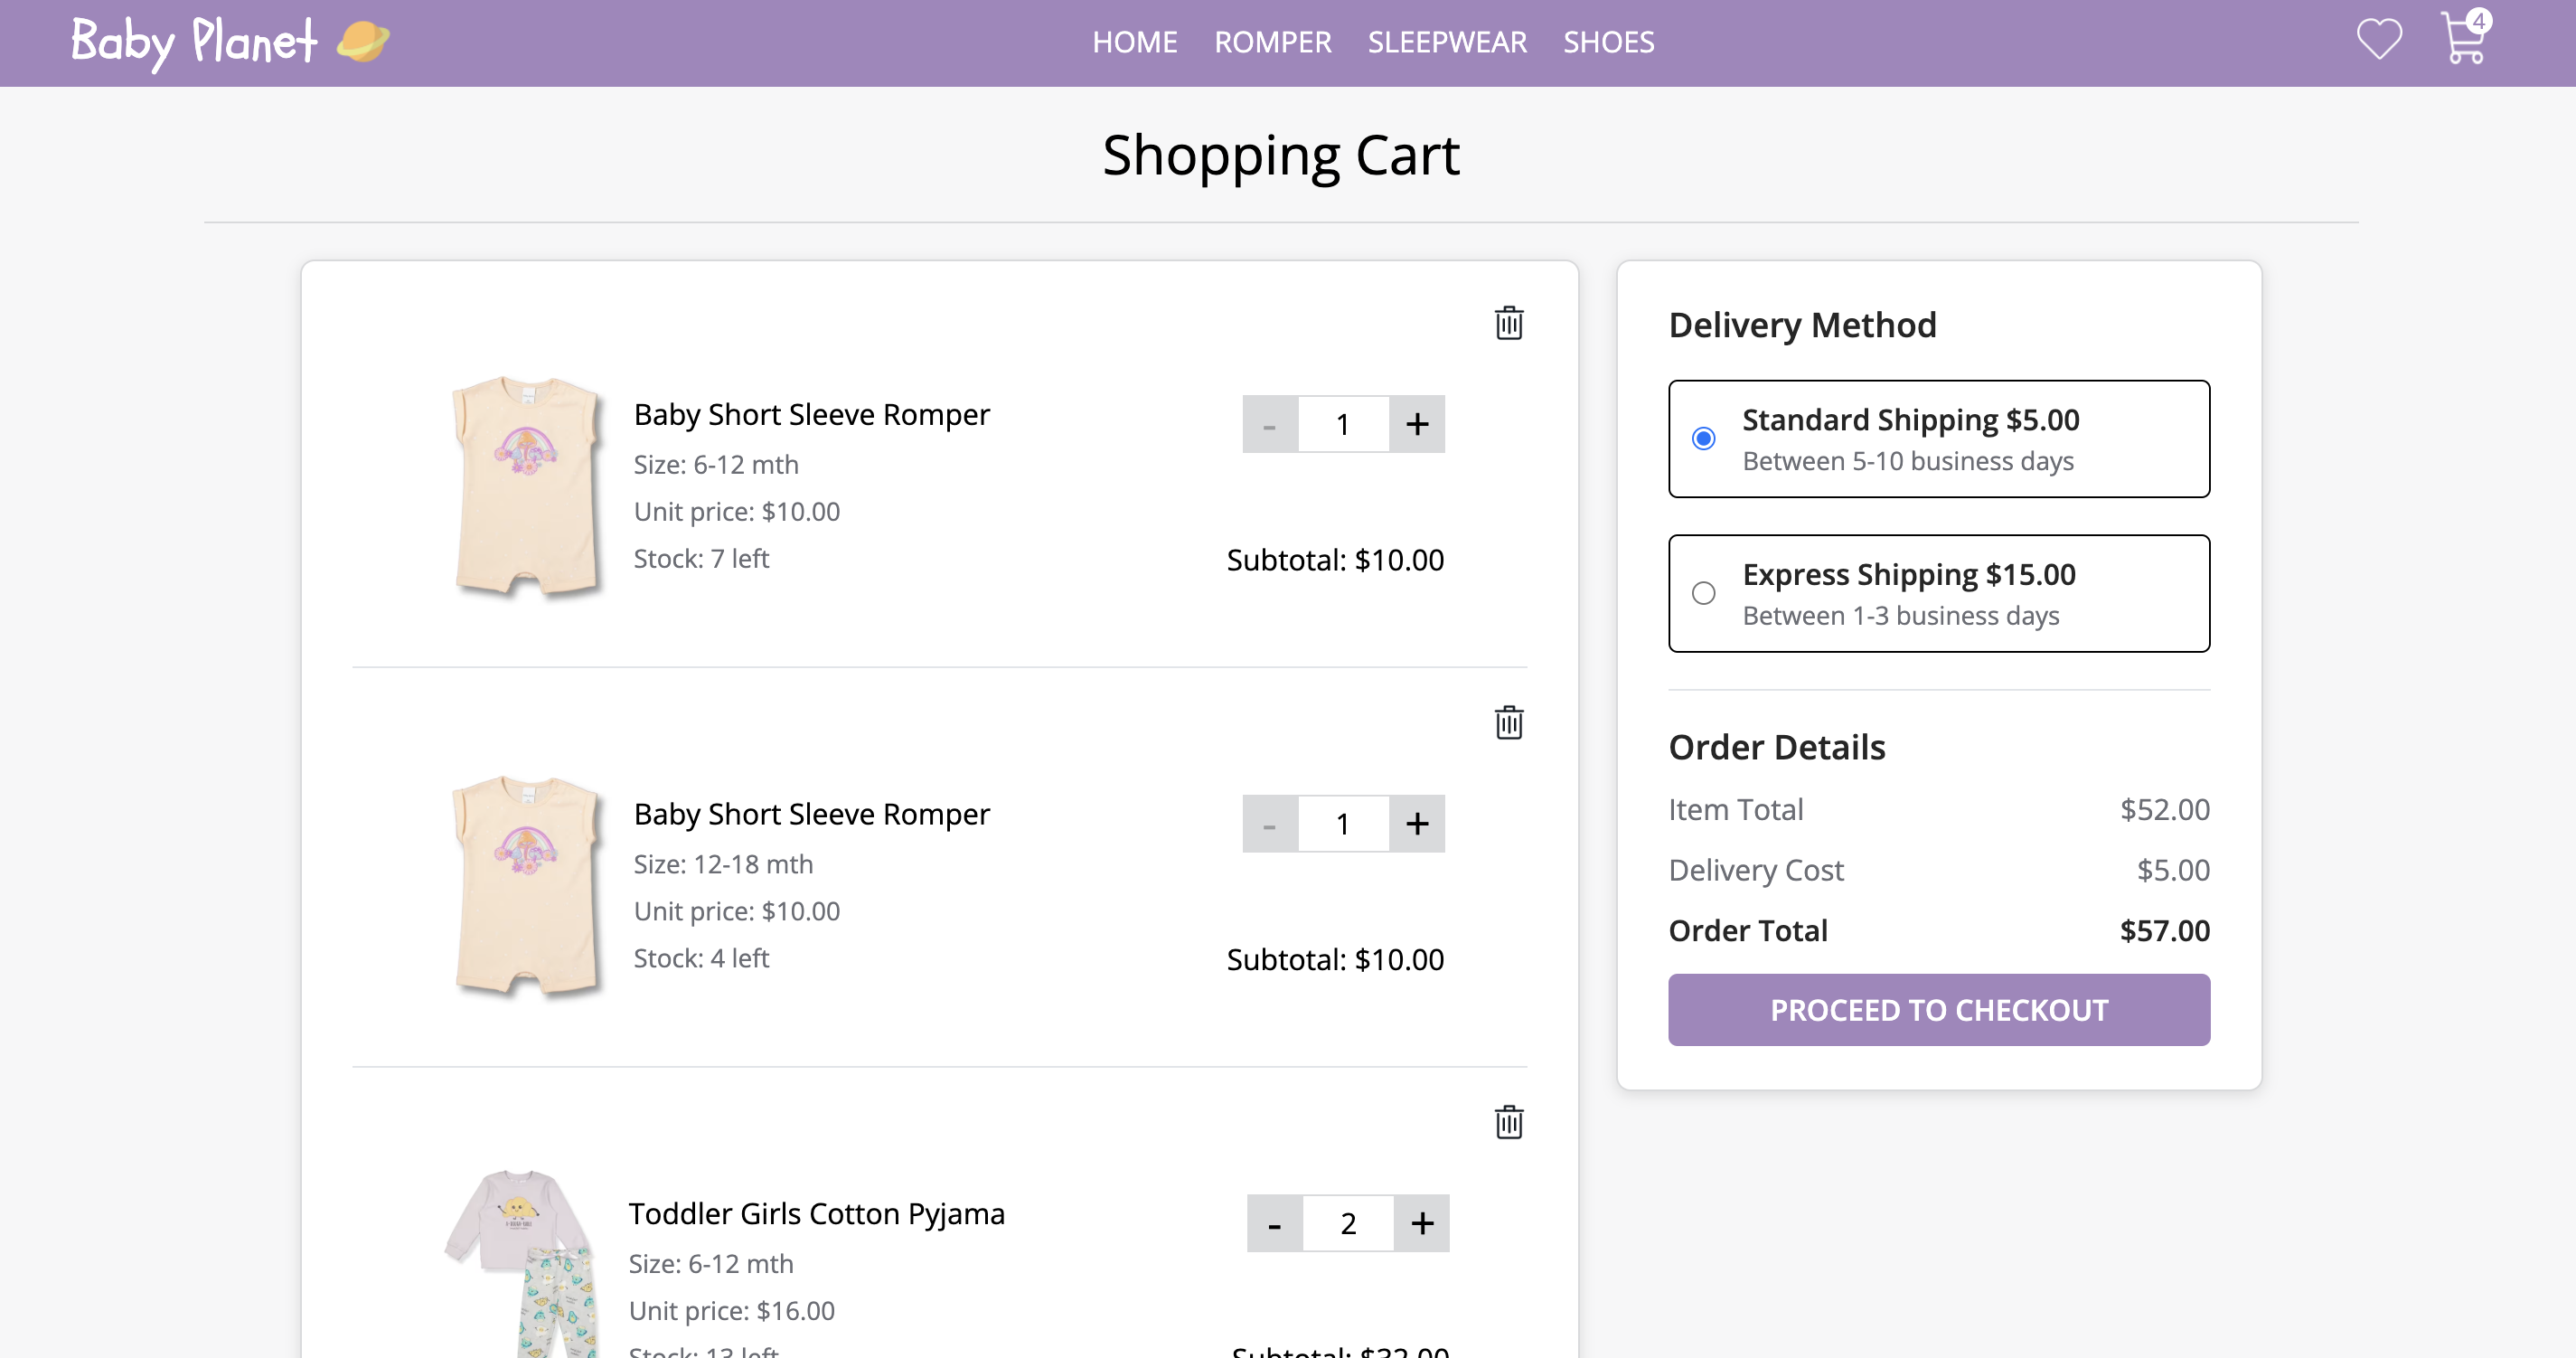 Baby Planet
HOME ROMPER SLEEPWEAR SHOES
4
Shopping Cart
Baby Short Sleeve Romper
Size: 6-12 mth
Unit price: $10.00
Stock: 7 left
- 1 +
Subtotal: $10.00
Baby Short Sleeve Romper
Size: 12-18 mth
Unit price: $10.00
Stock: 4 left
- 1 +
Subtotal: $10.00
Toddler Girls Cotton Pyjama
Size: 6-12 mth
Unit price: $16.00
Stock: 13 left
- 2 +
Subtotal: $32.00
Delivery Method
Standard Shipping $5.00
Between 5-10 business days
Express Shipping $15.00
Between 1-3 business days
Order Details
Item Total $52.00
Delivery Cost $5.00
Order Total $57.00
PROCEED TO CHECKOUT